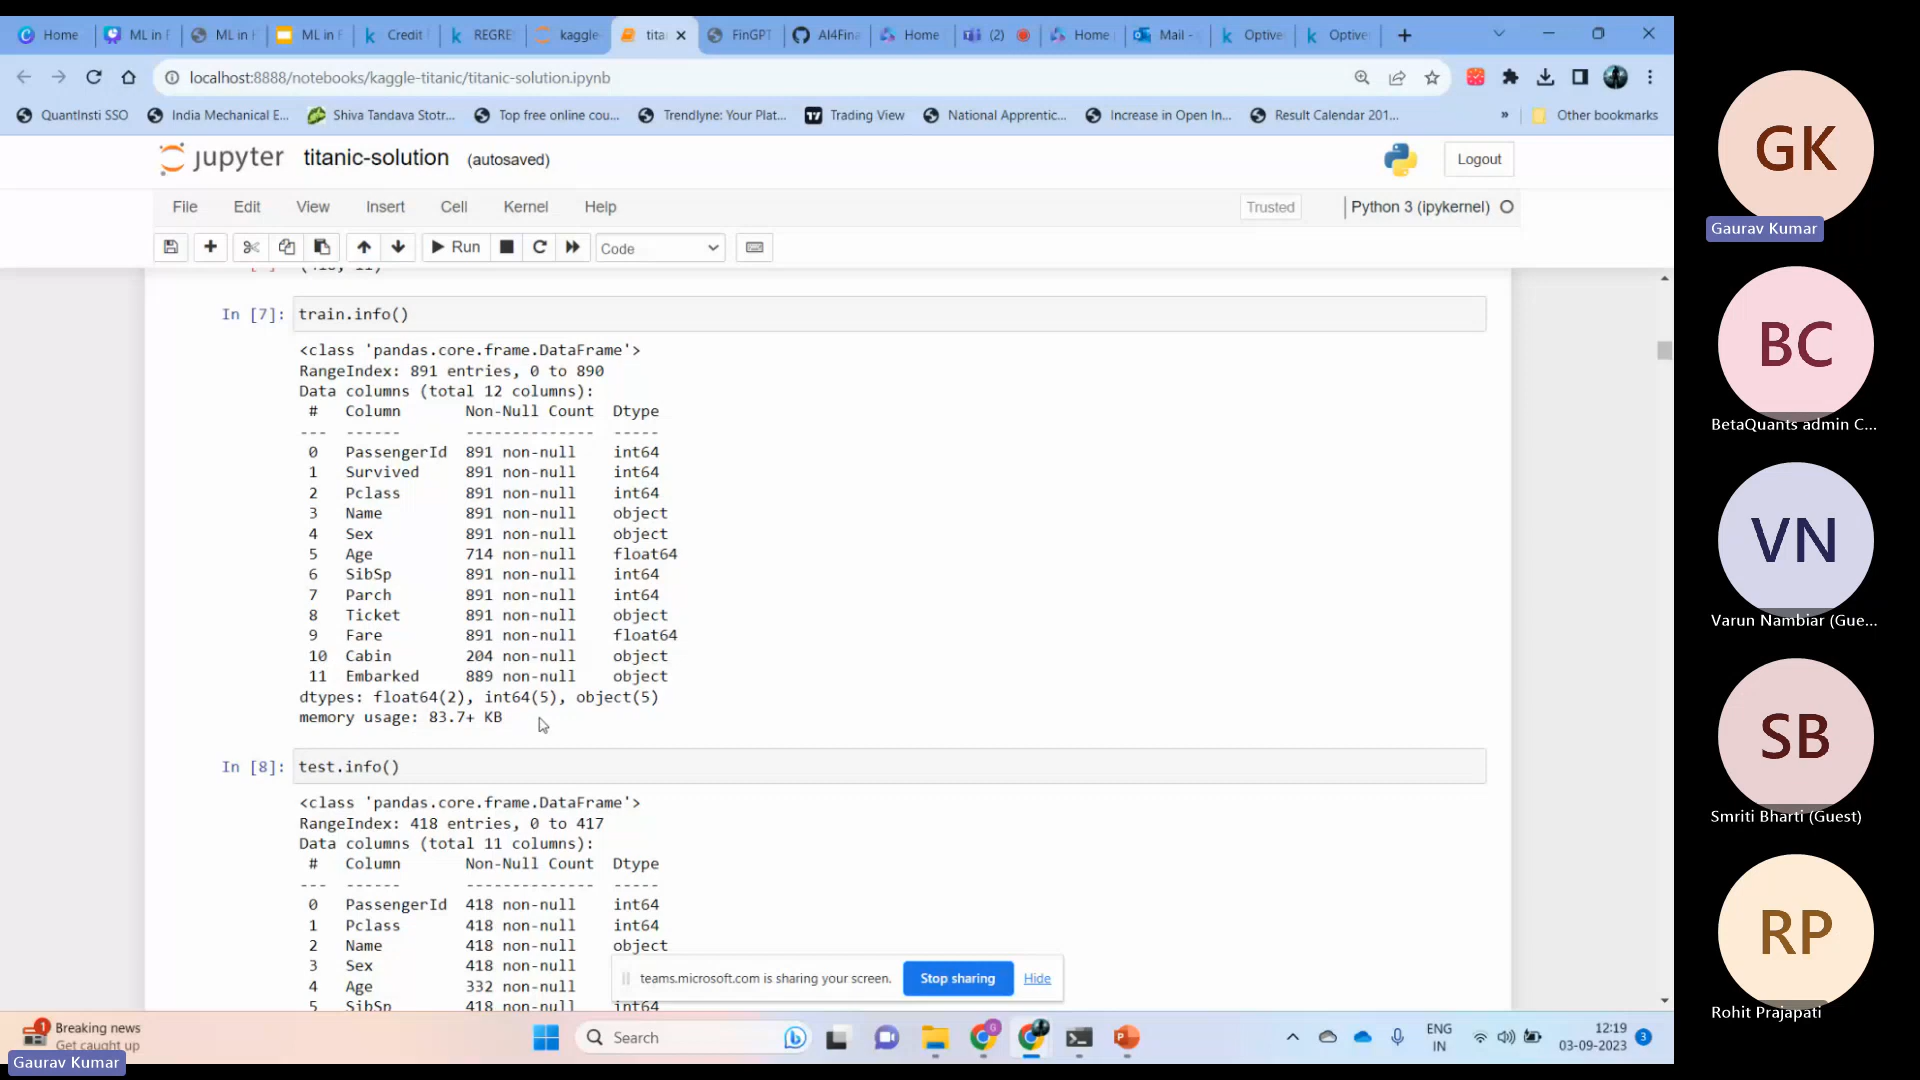 Home
ML in F
ML in H
ML in F
Credit
REGRE
kaggle-
titan
FinGPT
AI4Fina
Home
(2)
Home
Mail -
Optive
Optive
localhost:8888/notebooks/kaggle-titanic/titanic-solution.ipynb
QuantInsti SSO
India Mechanical E...
Shiva Tandava Stotr...
Top free online cou...
Trendlyne: Your Plat...
Trading View
National Apprentic...
Increase in Open In...
Result Calendar 201...
»
Other bookmarks
jupyter titanic-solution (autosaved)
Logout
File Edit View Insert Cell Kernel Help
Trusted
Python 3 (ipykernel)
Run
Code
In [7]: train.info()
<class 'pandas.core.frame.DataFrame'>
RangeIndex: 891 entries, 0 to 890
Data columns (total 12 columns):
# Column Non-Null Count Dtype
--- ------ -------------- -----
0 PassengerId 891 non-null int64
1 Survived 891 non-null int64
2 Pclass 891 non-null int64
3 Name 891 non-null object
4 Sex 891 non-null object
5 Age 714 non-null float64
6 SibSp 891 non-null int64
7 Parch 891 non-null int64
8 Ticket 891 non-null object
9 Fare 891 non-null float64
10 Cabin 204 non-null object
11 Embarked 889 non-null object
dtypes: float64(2), int64(5), object(5)
memory usage: 83.7+ KB
In [8]: test.info()
<class 'pandas.core.frame.DataFrame'>
RangeIndex: 418 entries, 0 to 417
Data columns (total 11 columns):
# Column Non-Null Count Dtype
--- ------ -------------- -----
0 PassengerId 418 non-null int64
1 Pclass 418 non-null int64
2 Name 418 non-null object
3 Sex 418 non-null
4 Age 332 non-null
5 SibSp 418 non-null int64
teams.microsoft.com is sharing your screen.
Stop sharing
Hide
1
Breaking news
Get caught up
Gaurav Kumar
Search
ENG
IN
12:19
03-09-2023
3
GK
Gaurav Kumar
BC
BetaQuants admin C...
VN
Varun Nambiar (Gue...
SB
Smriti Bharti (Guest)
RP
Rohit Prajapati